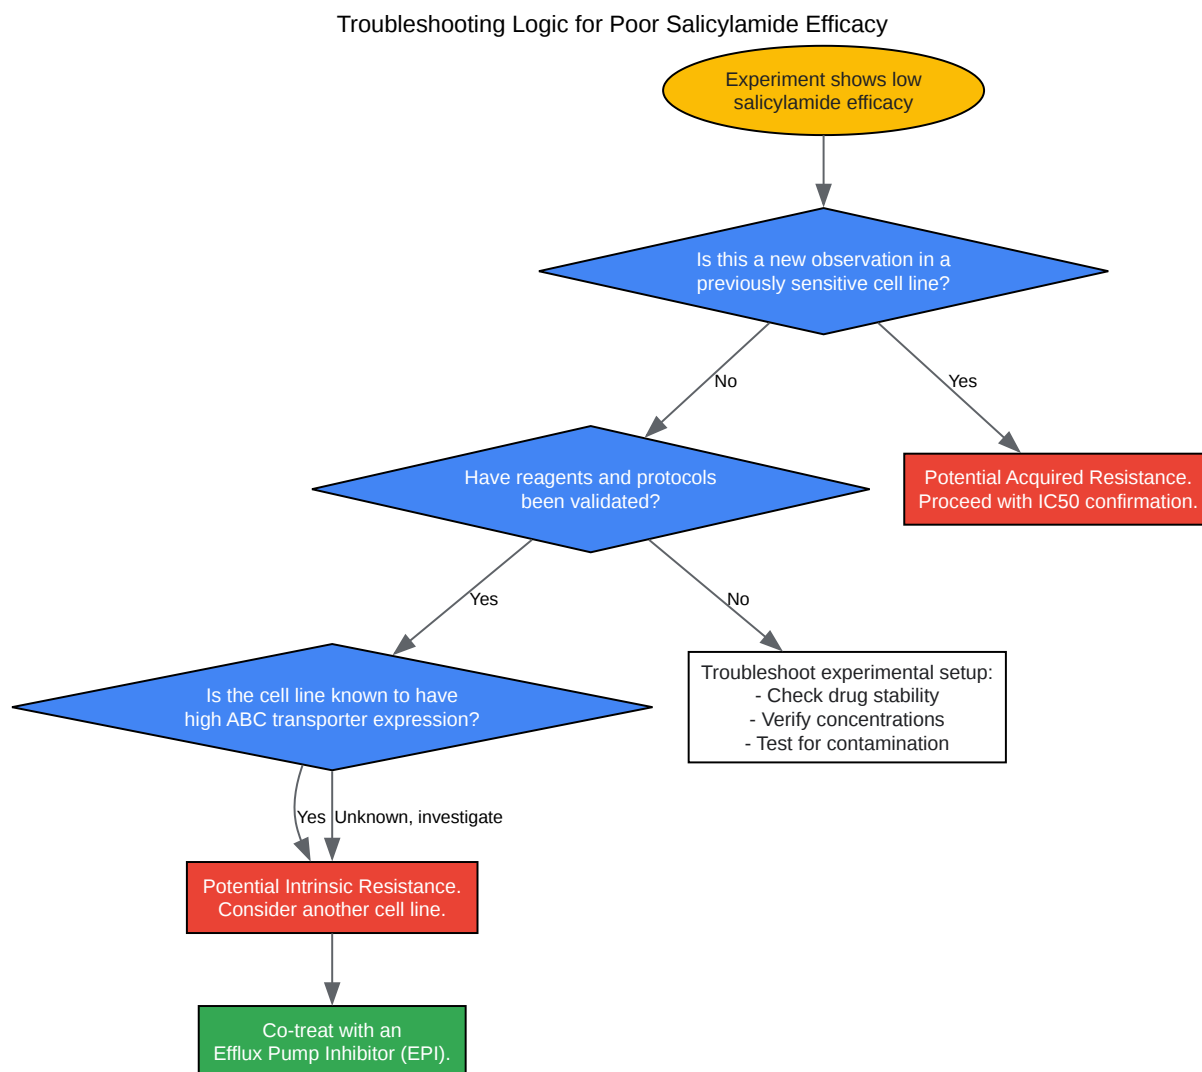 Troubleshooting Logic for Poor Salicylamide Efficacy
Experiment shows low
salicylamide efficacy
Is this a new observation in a
previously sensitive cell line?
No
Yes
Have reagents and protocols
been validated?
Potential Acquired Resistance.
Proceed with IC50 confirmation.
Yes
No
Is the cell line known to have
high ABC transporter expression?
Troubleshoot experimental setup:
- Check drug stability
- Verify concentrations
- Test for contamination
Yes
Unknown, investigate
Potential Intrinsic Resistance.
Consider another cell line.
Co-treat with an
Efflux Pump Inhibitor (EPI).